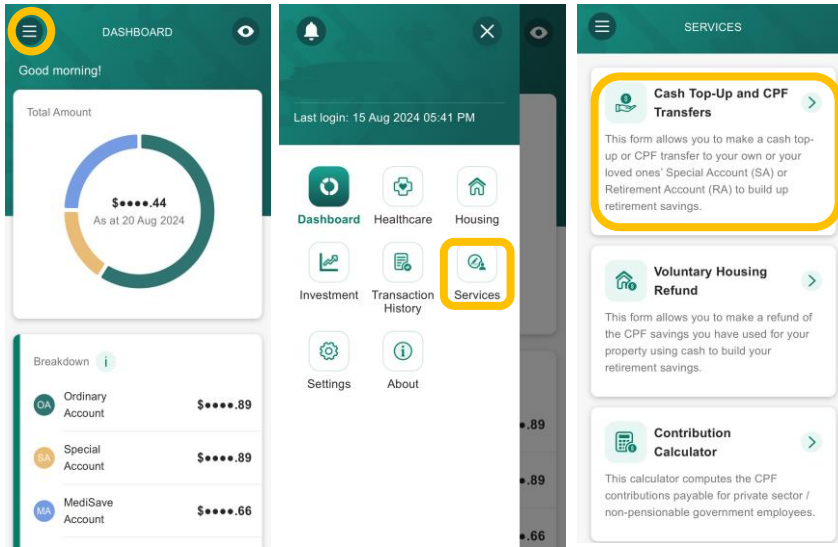 DASHBOARD
Good morning!
Total Amount
$●●●●.44
As at 20 Aug 2024
Breakdown i
OA
Ordinary
Account
$●●●●.89
SA
Special
Account
$●●●●.89
MA
MediSave
Account
$●●●●.66
Last login: 15 Aug 2024 05:41 PM
Dashboard Healthcare Housing
Investment Transaction Services
History
Settings About
●.89
●.89
●.66
SERVICES
Cash Top-Up and CPF
Transfers
This form allows you to make a cash top-
up or CPF transfer to your own or your
loved ones' Special Account (SA) or
Retirement Account (RA) to build up
retirement savings.
Voluntary Housing
Refund
This form allows you to make a refund of
the CPF savings you have used for your
property using cash to build your
retirement savings.
Contribution
Calculator
This calculator computes the CPF
contributions payable for private sector /
non-pensionable government employees.